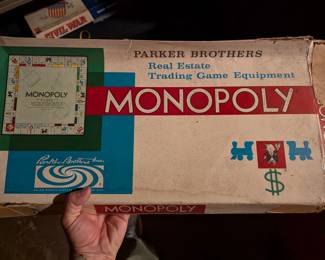 CIVIL WAR
PARKER BROTHERS
Real Estate
Trading Game Equipment
MONOPOLY
MONOPOLY
Parker Brothers Inc.
$
MONOPOLY